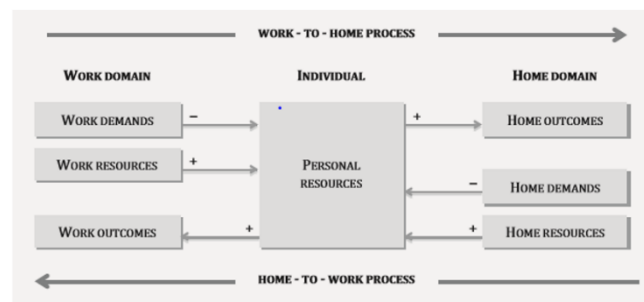 WORK - TO - HOME PROCESS
WORK DOMAIN
INDIVIDUAL
HOME DOMAIN
WORK DEMANDS
−
+
HOME OUTCOMES
WORK RESOURCES
+
PERSONAL
RESOURCES
−
HOME DEMANDS
WORK OUTCOMES
+
+
HOME RESOURCES
HOME - TO - WORK PROCESS